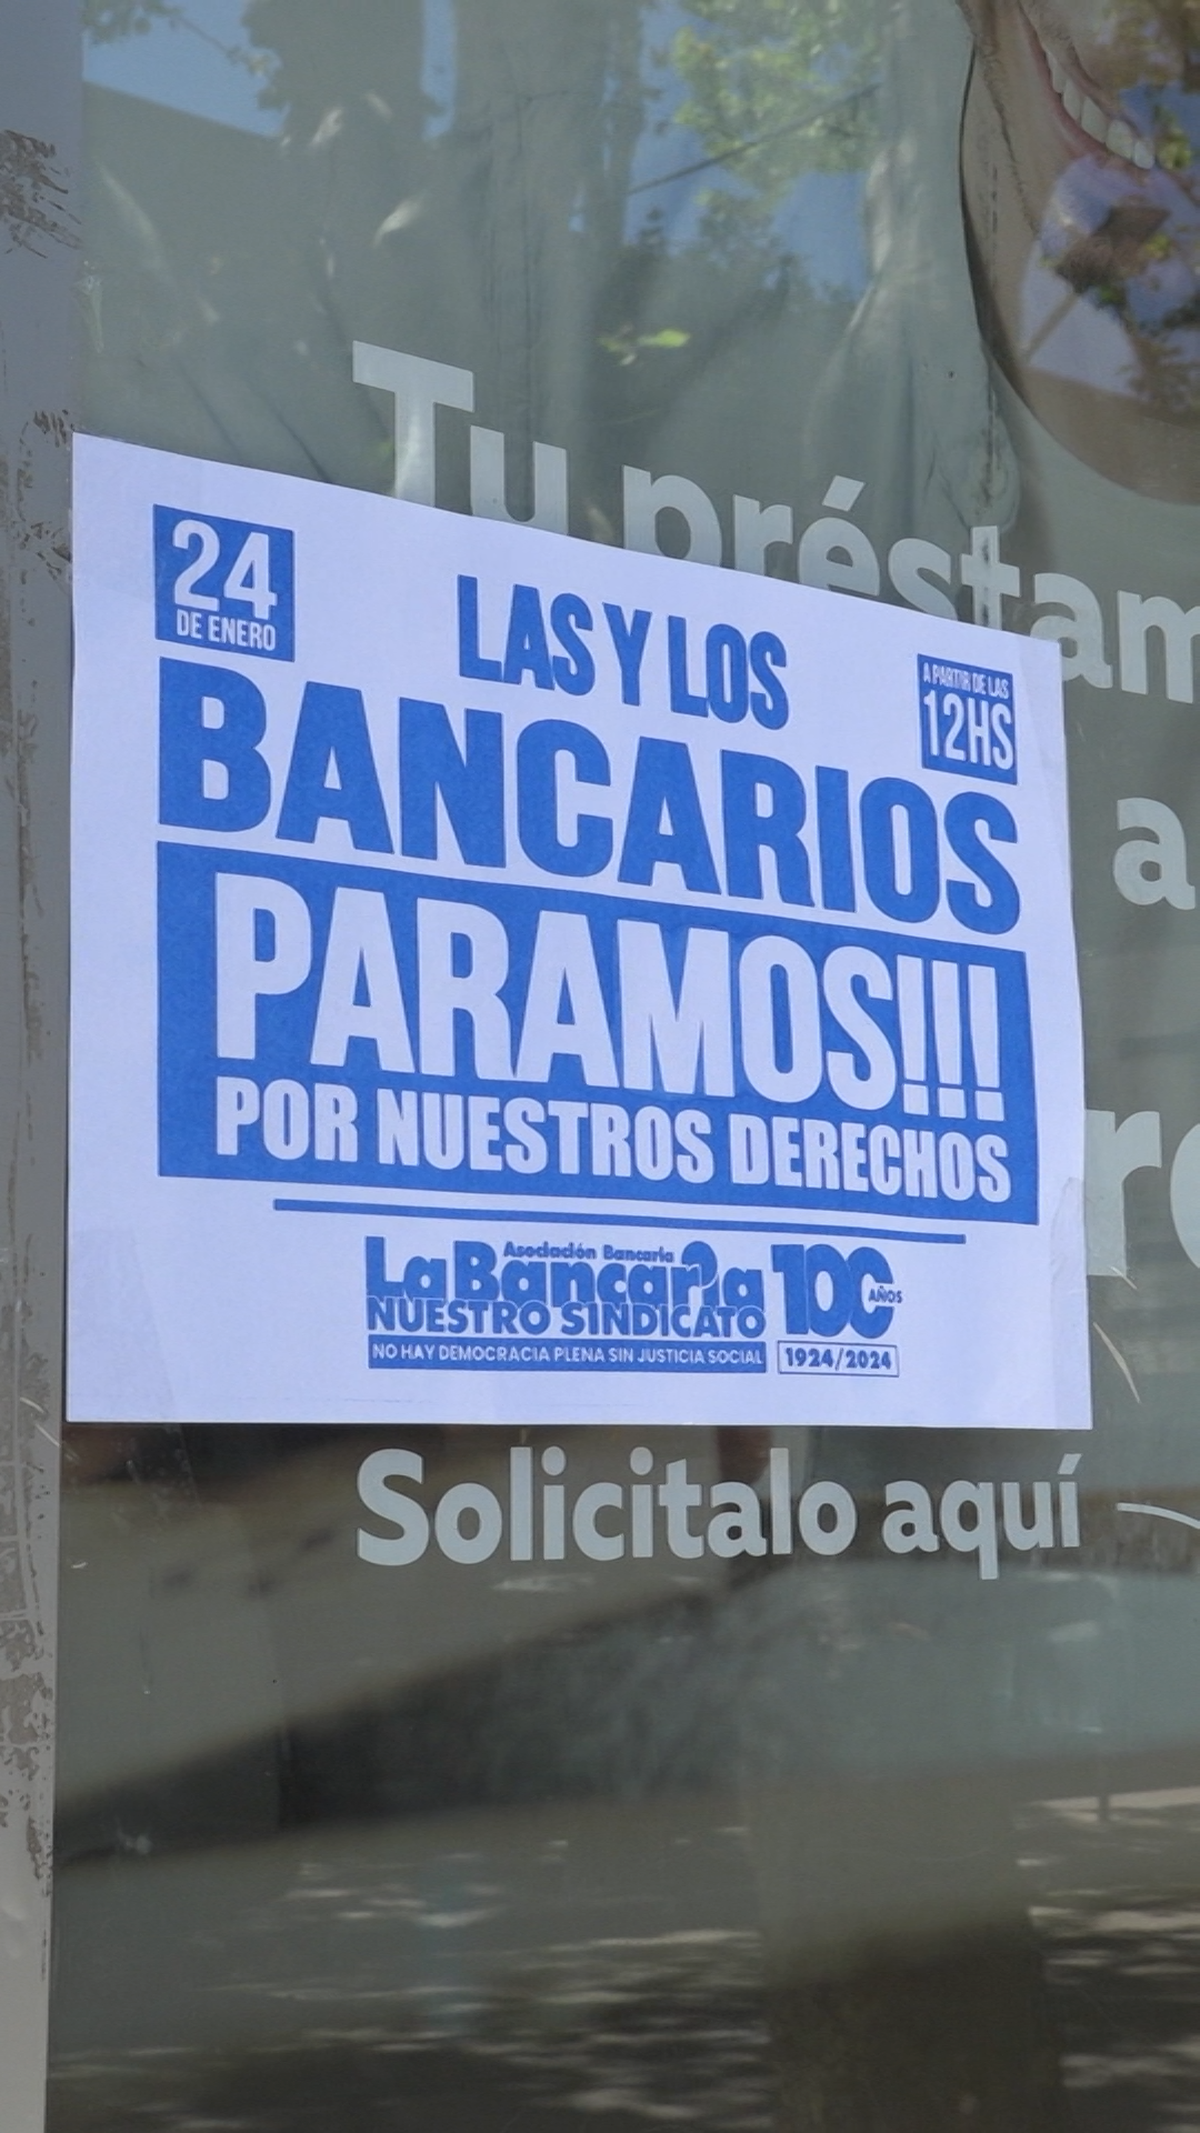 Tu préstam
24
DE ENERO
LAS Y LOS
A PARTIR DE LAS
12HS
BANCARIOS
a
PARAMOS!!!
POR NUESTROS DERECHOS
re
Asociación Bancaria
La Bancaria 100
AÑOS
NUESTRO SINDICATO
NO HAY DEMOCRACIA PLENA SIN JUSTICIA SOCIAL
1924/2024
Solicitalo aquí